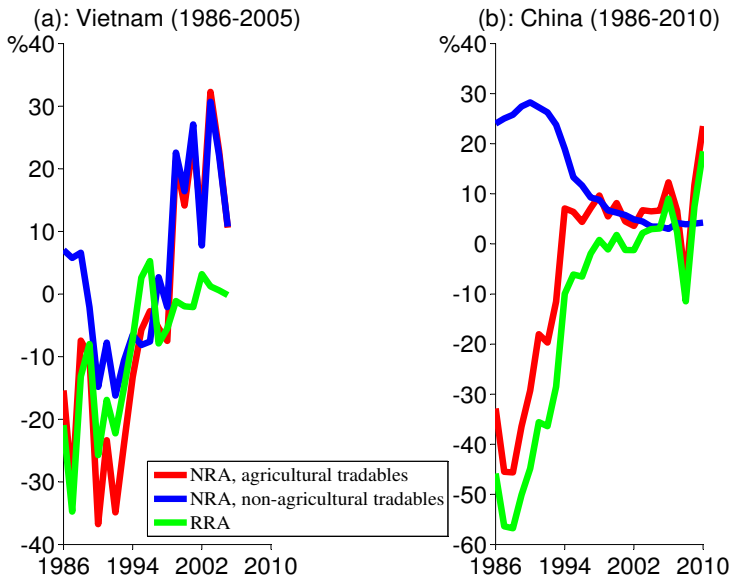 (a): Vietnam (1986-2005)
%40
30
20
10
0
-10
-20
-30
-40
1986 1994 2002 2010
NRA, agricultural tradables
NRA, non-agricultural tradables
RRA
(b): China (1986-2010)
%40
30
20
10
0
-10
-20
-30
-40
-50
-60
1986 1994 2002 2010